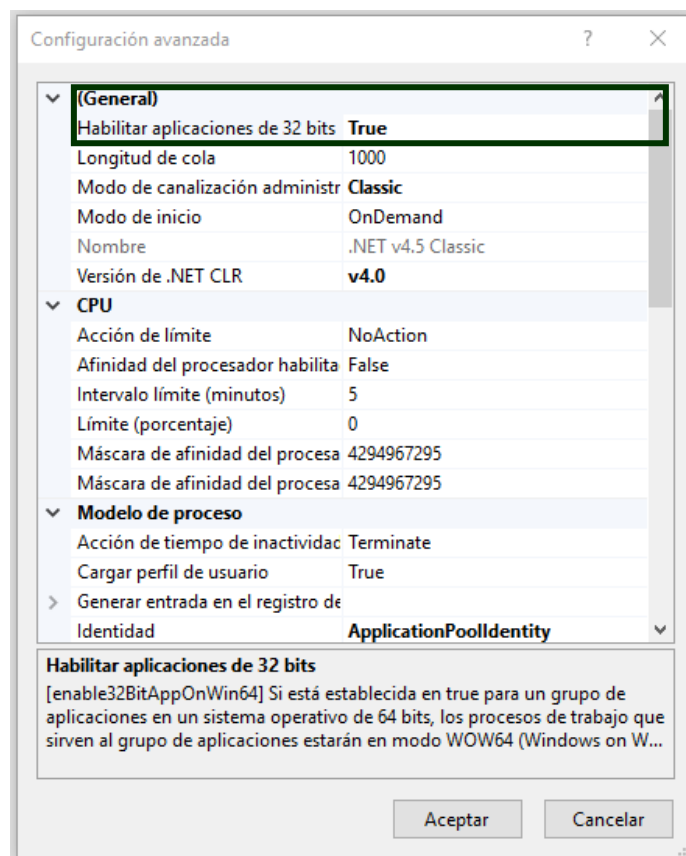 Configuración avanzada
(General)
Habilitar aplicaciones de 32 bits True
Longitud de cola 1000
Modo de canalización administr Classic
Modo de inicio OnDemand
Nombre .NET v4.5 Classic
Versión de .NET CLR v4.0
CPU
Acción de límite NoAction
Afinidad del procesador habilita False
Intervalo límite (minutos) 5
Límite (porcentaje) 0
Máscara de afinidad del procesa 4294967295
Máscara de afinidad del procesa 4294967295
Modelo de proceso
Acción de tiempo de inactividad Terminate
Cargar perfil de usuario True
Generar entrada en el registro de
Identidad ApplicationPoolIdentity
Habilitar aplicaciones de 32 bits
[enable32BitAppOnWin64] Si está establecida en true para un grupo de
aplicaciones en un sistema operativo de 64 bits, los procesos de trabajo que
sirven al grupo de aplicaciones estarán en modo WOW64 (Windows on W...
Aceptar Cancelar